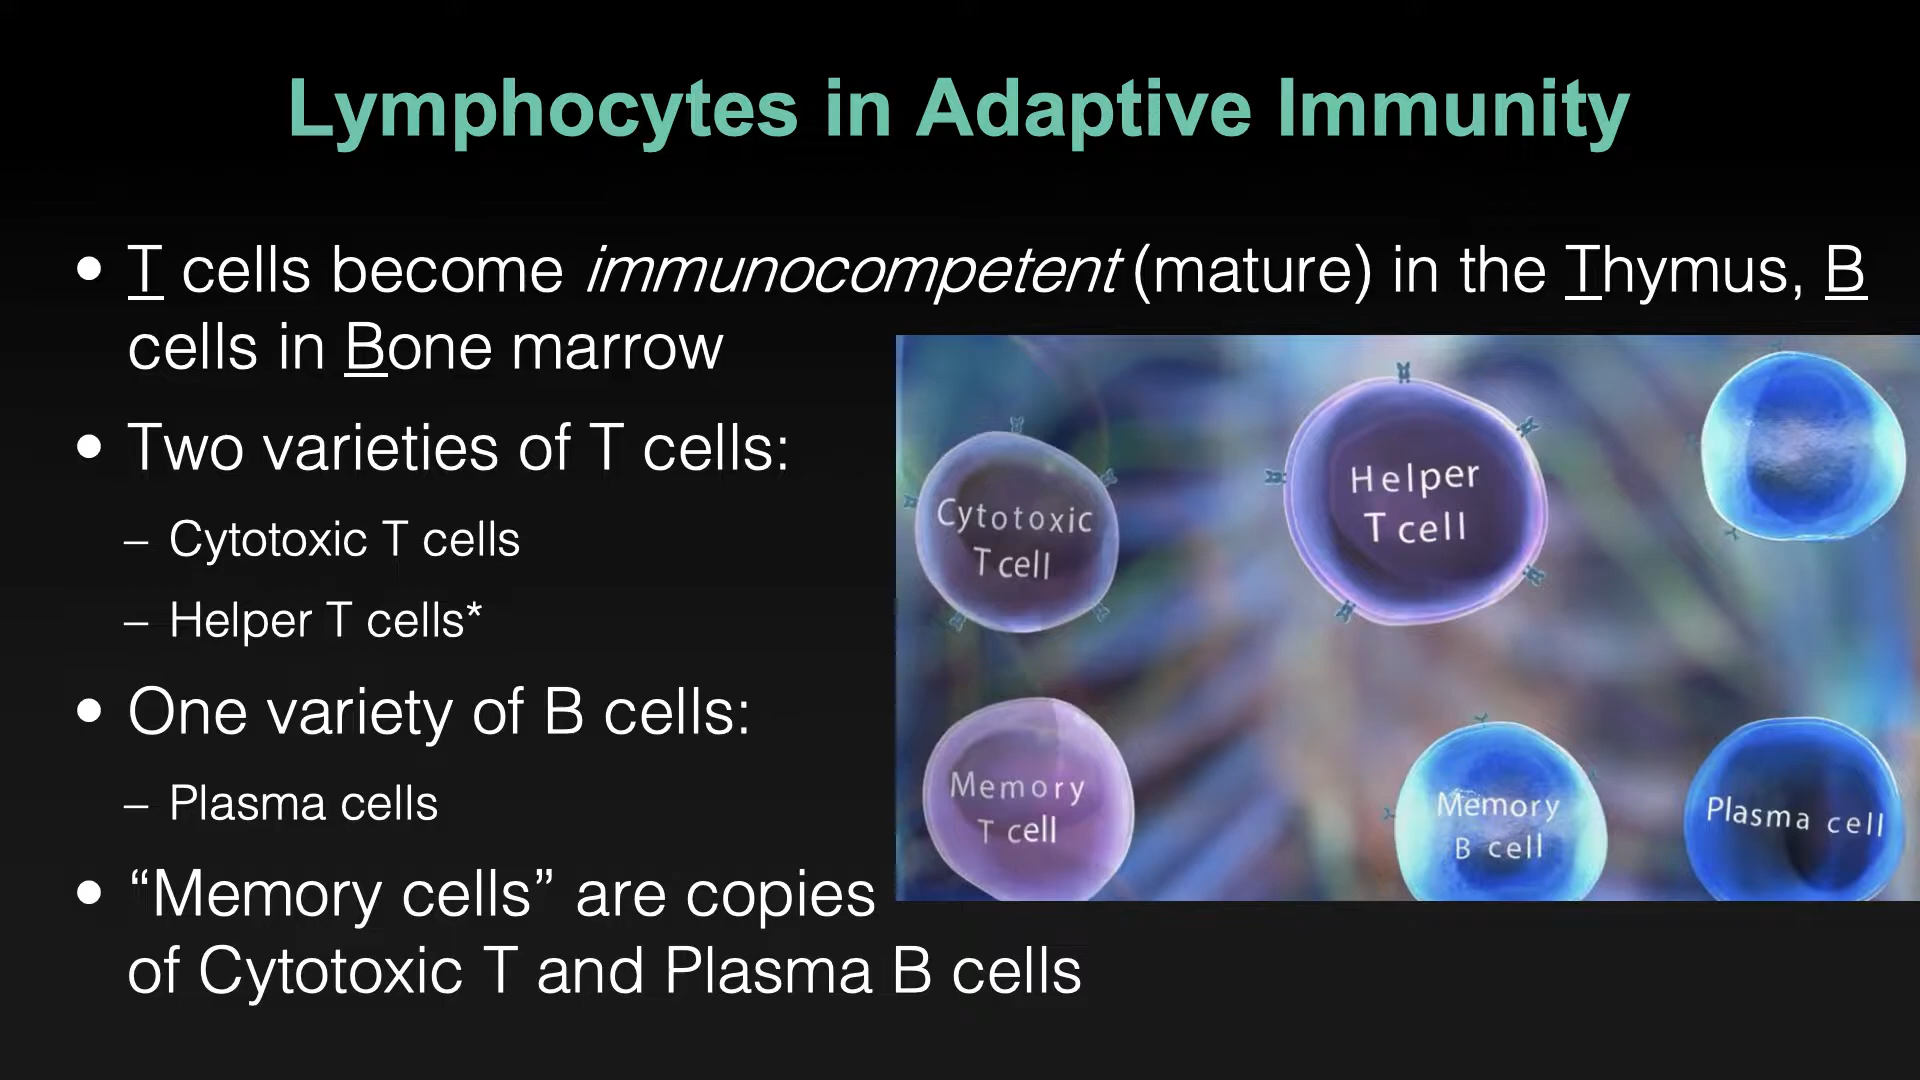 Lymphocytes in Adaptive Immunity
• T cells become immunocompetent (mature) in the Thymus, B
cells in Bone marrow
• Two varieties of T cells:
– Cytotoxic T cells
– Helper T cells*
• One variety of B cells:
– Plasma cells
• “Memory cells” are copies
of Cytotoxic T and Plasma B cells
Cytotoxic
T cell
Helper
T cell
Memory
T cell
Memory
B cell
Plasma cell